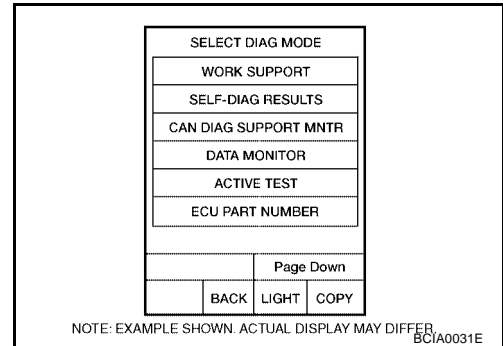 SELECT DIAG MODE
WORK SUPPORT
SELF-DIAG RESULTS
CAN DIAG SUPPORT MNTR
DATA MONITOR
ACTIVE TEST
ECU PART NUMBER
Page Down
BACK LIGHT COPY
NOTE: EXAMPLE SHOWN. ACTUAL DISPLAY MAY DIFFER.
BCIA0031E